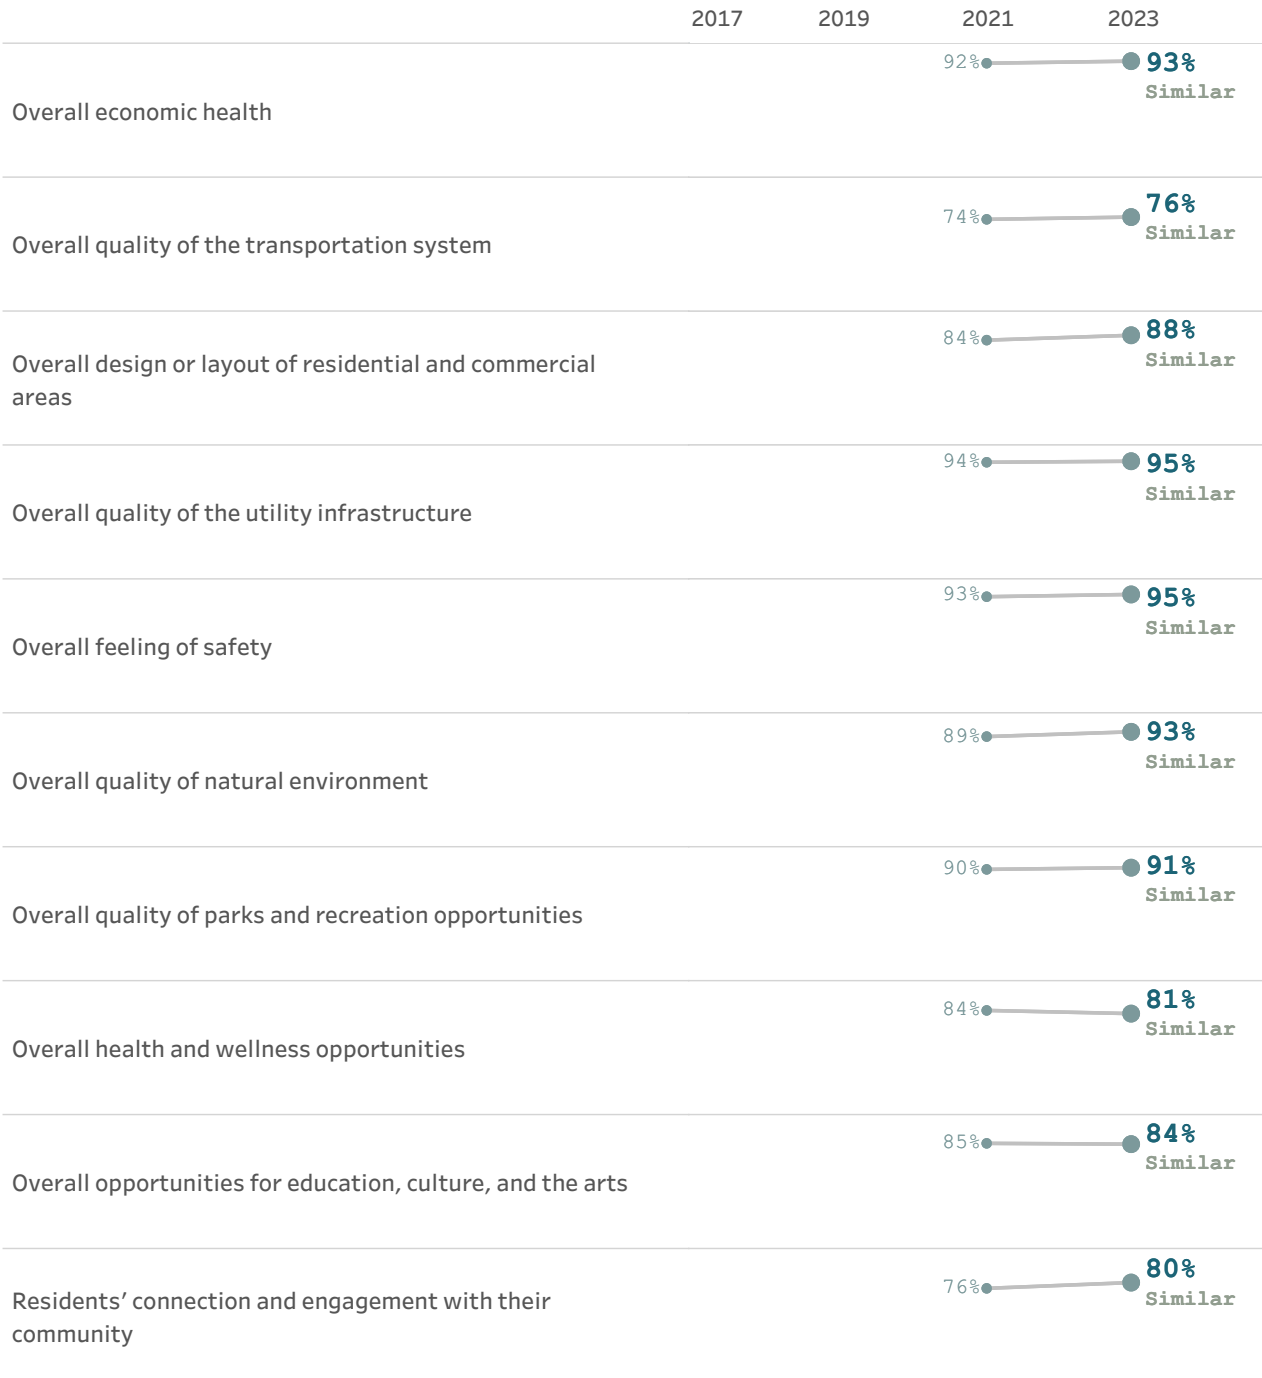 2017 2019 2021 2023
92% 93%
Similar
Overall economic health
74% 76%
Similar
Overall quality of the transportation system
84% 88%
Similar
Overall design or layout of residential and commercial
areas
94% 95%
Similar
Overall quality of the utility infrastructure
93% 95%
Similar
Overall feeling of safety
89% 93%
Similar
Overall quality of natural environment
90% 91%
Similar
Overall quality of parks and recreation opportunities
84% 81%
Similar
Overall health and wellness opportunities
85% 84%
Similar
Overall opportunities for education, culture, and the arts
76% 80%
Similar
Residents’ connection and engagement with their
community